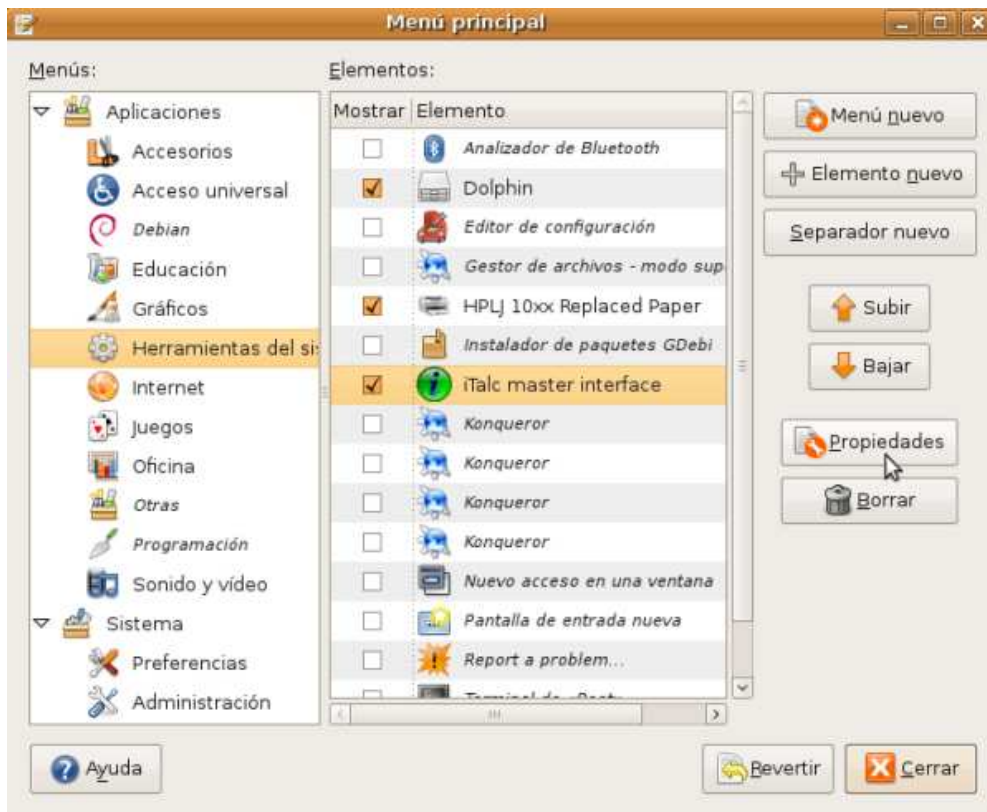 Menú principal
Menús:
Aplicaciones
Accesorios
Acceso universal
Debian
Educación
Gráficos
Herramientas del si
Internet
Juegos
Oficina
Otras
Programación
Sonido y vídeo
Sistema
Preferencias
Administración
Elementos:
Mostrar Elemento
Analizador de Bluetooth
Dolphin
Editor de configuración
Gestor de archivos - modo sup
HPLJ 10xx Replaced Paper
Instalador de paquetes GDebi
iTalc master interface
Konqueror
Konqueror
Konqueror
Konqueror
Nuevo acceso en una ventana
Pantalla de entrada nueva
Report a problem...
Menú nuevo
Elemento nuevo
Separador nuevo
Subir
Bajar
Propiedades
Borrar
Ayuda
Revertir
Cerrar